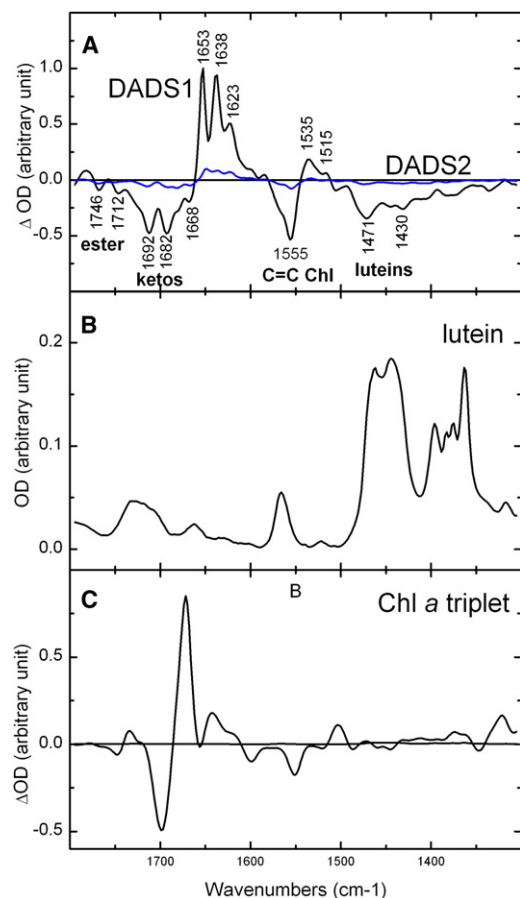 A
1653
1638
1623
DADS1
1535
1515
DADS2
1746
1712
1692
1682
1668
1555
1471
1430
ester
ketos
C=C Chl
luteins
1.0
0.5
0.0
-0.5
Δ OD (arbitrary unit)
B
lutein
0.2
0.1
0.0
OD (arbitrary unit)
B
C
Chl a triplet
0.5
0.0
-0.5
ΔOD (arbitrary unit)
1700
1600
1500
1400
Wavenumbers (cm-1)